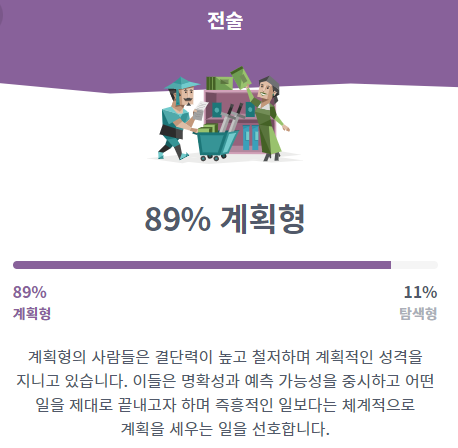 전술
89% 계획형
89%
11%
계획형
탐색형
계획형의 사람들은 결단력이 높고 철저하며 계획적인 성격을
지니고 있습니다. 이들은 명확성과 예측 가능성을 중시하고 어떤
일을 제대로 끝내고자 하며 즉흥적인 일보다는 체계적으로
계획을 세우는 일을 선호합니다.